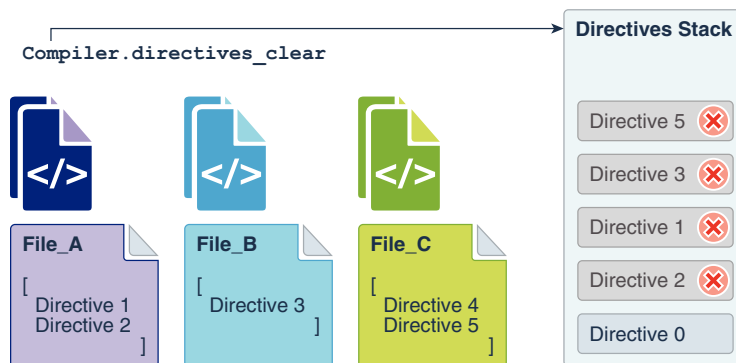 Compiler.directives_clear
Directives Stack
</>
</>
</>
File_A
[
Directive 1
Directive 2
]
File_B
[
Directive 3
]
File_C
[
Directive 4
Directive 5
]
Directive 5
Directive 3
Directive 1
Directive 2
Directive 0